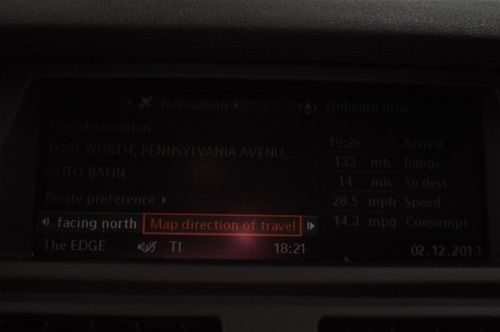 Navigation
Onboard info
New destination
FORT WORTH, PENNSYLVANIA AVENU...
AUTO-BAHN
Route preference
19:26 Arrival
133 mls Range
14 mls To dest.
28.5 mph Speed
14.3 mpg Consumpt
facing north Map direction of travel
The EDGE TI 18:21 02.12.2013